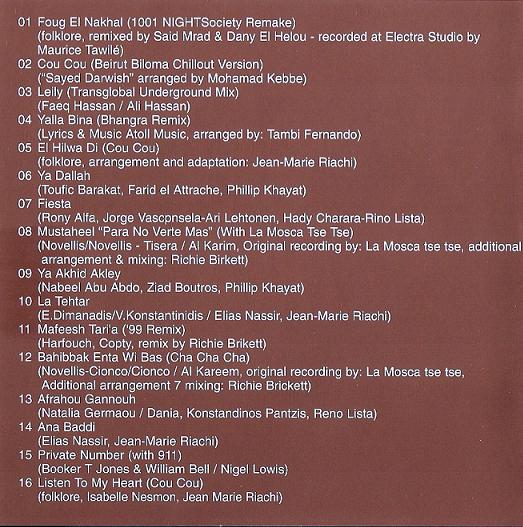 01 Foug El Nakhal (1001 NIGHTSociety Remake)
(folklore, remixed by Said Mrad & Dany El Helou - recorded at Electra Studio by
Maurice Tawilé)
02 Cou Cou (Beirut Biloma Chillout Version)
("Sayed Darwish" arranged by Mohamad Kebbe)
03 Leily (Transglobal Underground Mix)
(Faeq Hassan / Ali Hassan)
04 Yalla Bina (Bhangra Remix)
(Lyrics & Music Atoll Music, arranged by: Tambi Fernando)
05 El Hilwa Di (Cou Cou)
(folklore, arrangement and adaptation: Jean-Marie Riachi)
06 Ya Dallah
(Toufic Barakat, Farid el Attrache, Phillip Khayat)
07 Fiesta
(Rony Alfa, Jorge Vascpnsela-Ari Lehtonen, Hady Charara-Rino Lista)
08 Mustaheel "Para No Verte Mas" (With La Mosca Tse Tse)
(Novellis/Novellis - Tisera / Al Karim, Original recording by: La Mosca tse tse, additional
arrangement & mixing: Richie Birkett)
09 Ya Akhid Akley
(Nabeel Abu Abdo, Ziad Boutros, Phillip Khayat)
10 La Tehtar
(E.Dimanadis/V.Konstantinidis / Elias Nassir, Jean-Marie Riachi)
11 Mafeesh Tari'a ('99 Remix)
(Harfouch, Copty, remix by Richie Brikett)
12 Bahibbak Enta Wi Bas (Cha Cha Cha)
(Novellis-Cionco/Cionco / Al Kareem, original recording by: La Mosca tse tse,
Additional arrangement 7 mixing: Richie Brickett)
13 Afrahou Gannouh
(Natalia Germaou / Dania, Konstandinos Pantzis, Reno Lista)
14 Ana Baddi
(Elias Nassir, Jean-Marie Riachi)
15 Private Number (with 911)
(Booker T Jones & William Bell / Nigel Lowis)
16 Listen To My Heart (Cou Cou)
(folklore, Isabelle Nesmon, Jean Marie Riachi)